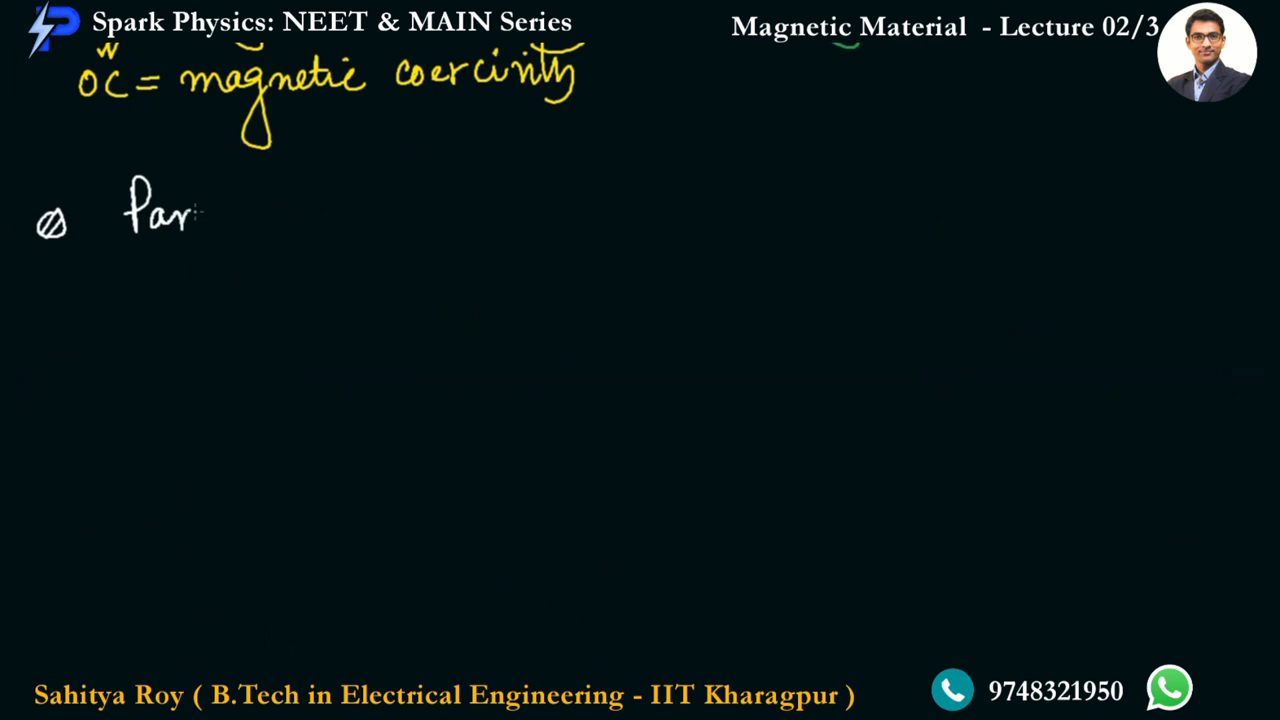 Spark Physics: NEET & MAIN Series
Magnetic Material - Lecture 02/3
OC = magnetic coercivity
Par
Sahitya Roy ( B.Tech in Electrical Engineering - IIT Kharagpur )
9748321950